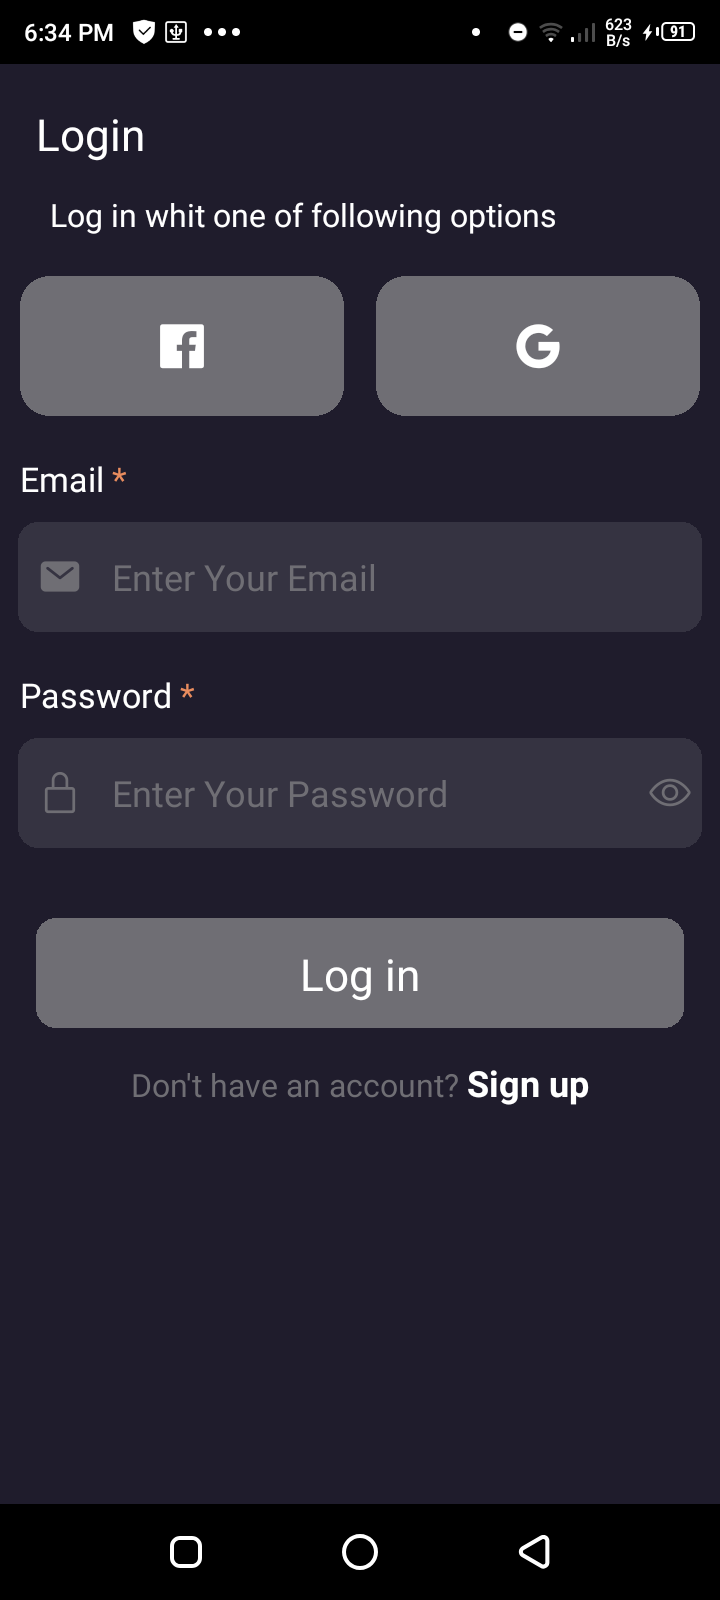 6:34 PM 623 B/s 91
Login
Log in whit one of following options
Email *
Enter Your Email
Password *
Enter Your Password
Log in
Don't have an account? Sign up